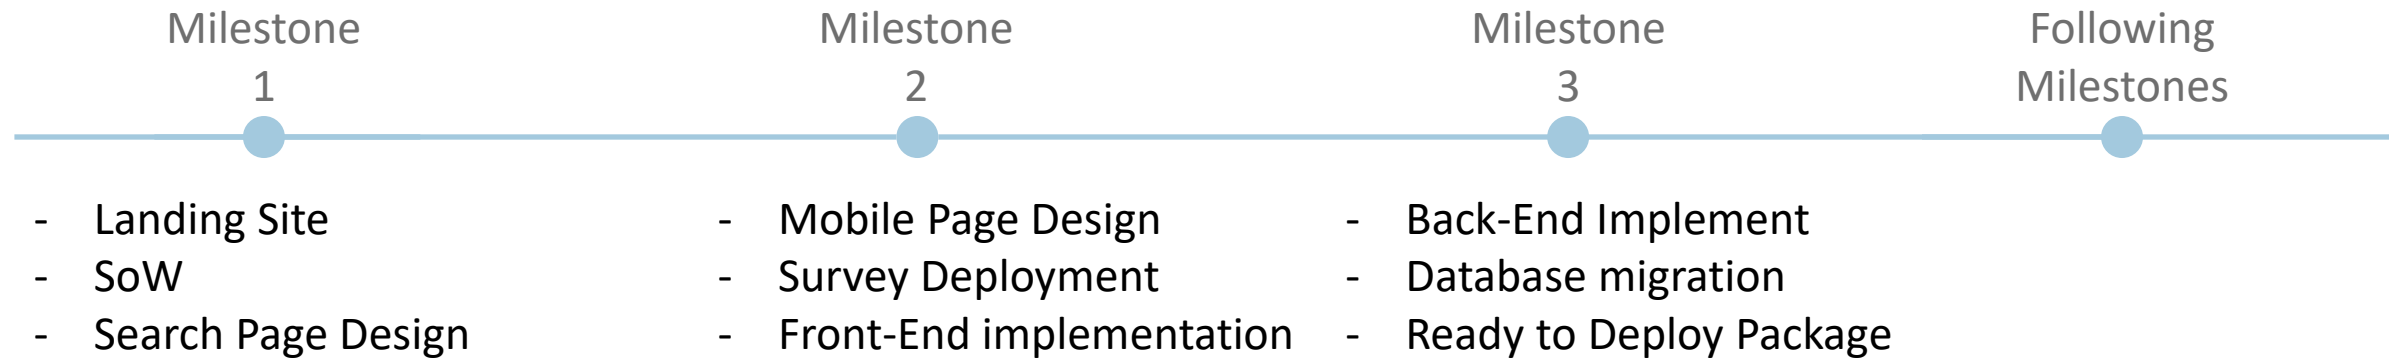 Milestone
1
Milestone
2
Milestone
3
Following
Milestones
- Landing Site
- SoW
- Search Page Design
- Mobile Page Design
- Survey Deployment
- Front-End implementation
- Back-End Implement
- Database migration
- Ready to Deploy Package